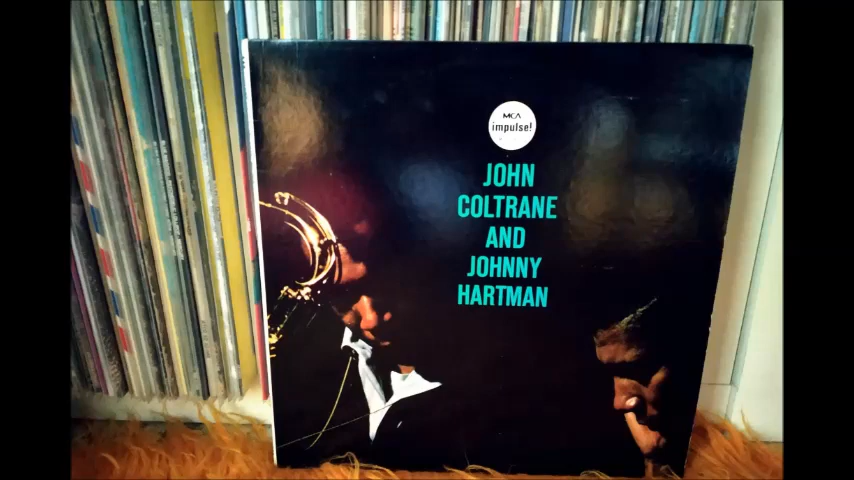 MCA
impulse!
JOHN
COLTRANE
AND
JOHNNY
HARTMAN